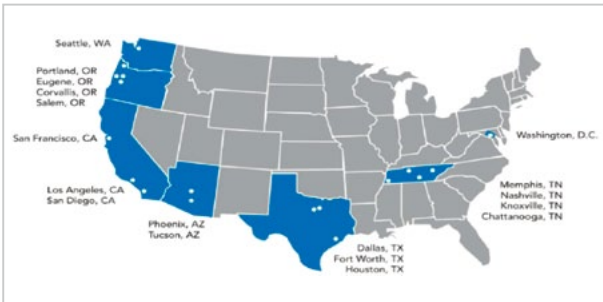 Seattle, WA
Portland, OR
Eugene, OR
Corvallis, OR
Salem, OR
San Francisco, CA
Los Angeles, CA
San Diego, CA
Phoenix, AZ
Tucson, AZ
Dallas, TX
Fort Worth, TX
Houston, TX
Memphis, TN
Nashville, TN
Knoxville, TN
Chattanooga, TN
Washington, D.C.